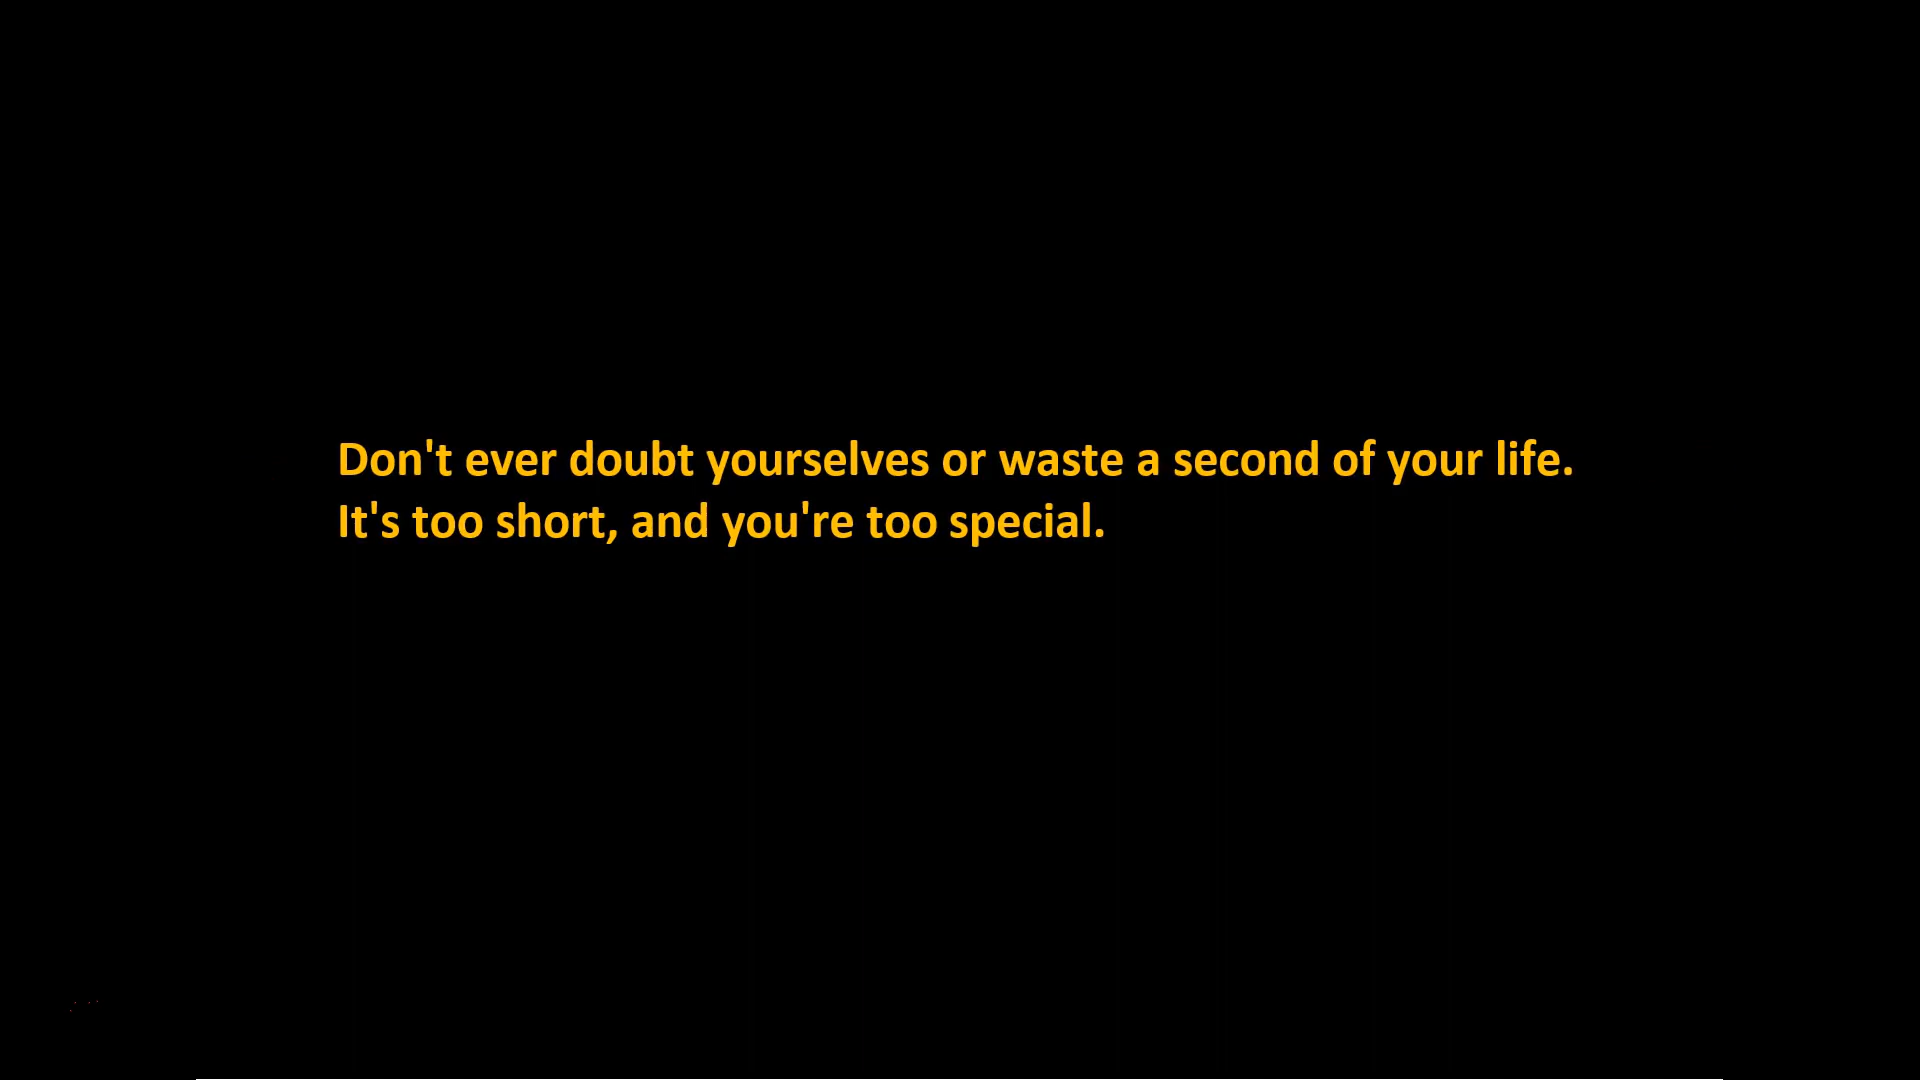 Don't ever doubt yourselves or waste a second of your life.
It's too short, and you're too special.